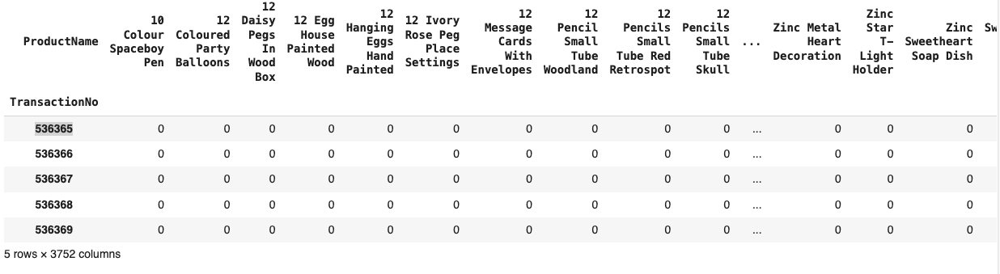 ProductName
10
Colour
Spaceboy
Pen
12
Coloured
Party
Balloons
12
Daisy
Pegs
In
Wood
Box
12 Egg
House
Painted
Wood
12
Hanging
Eggs
Hand
Painted
12 Ivory
Rose Peg
Place
Settings
12
Message
Cards
With
Envelopes
12
Pencil
Small
Tube
Woodland
12
Pencils
Small
Tube Red
Retrospot
12
Pencils
Small
Tube
Skull
...
Zinc Metal
Heart
Decoration
Zinc
Star
T-
Light
Holder
Zinc
Sweetheart
Soap Dish
Sw
TransactionNo
536365 0 0 0 0 0 0 0 0 0 0 ... 0 0 0
536366 0 0 0 0 0 0 0 0 0 0 ... 0 0 0
536367 0 0 0 0 0 0 0 0 0 0 ... 0 0 0
536368 0 0 0 0 0 0 0 0 0 0 ... 0 0 0
536369 0 0 0 0 0 0 0 0 0 0 ... 0 0 0
5 rows × 3752 columns